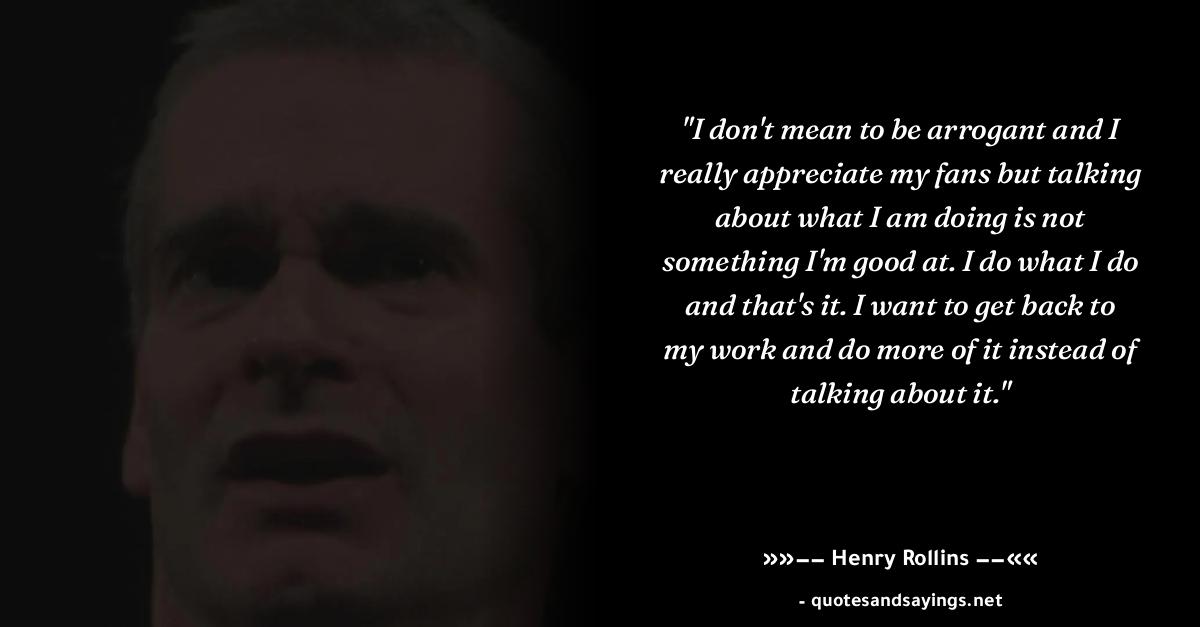 "I don't mean to be arrogant and I
really appreciate my fans but talking
about what I am doing is not
something I'm good at. I do what I do
and that's it. I want to get back to
my work and do more of it instead of
talking about it."
»»−− Henry Rollins −−««
- quotesandsayings.net